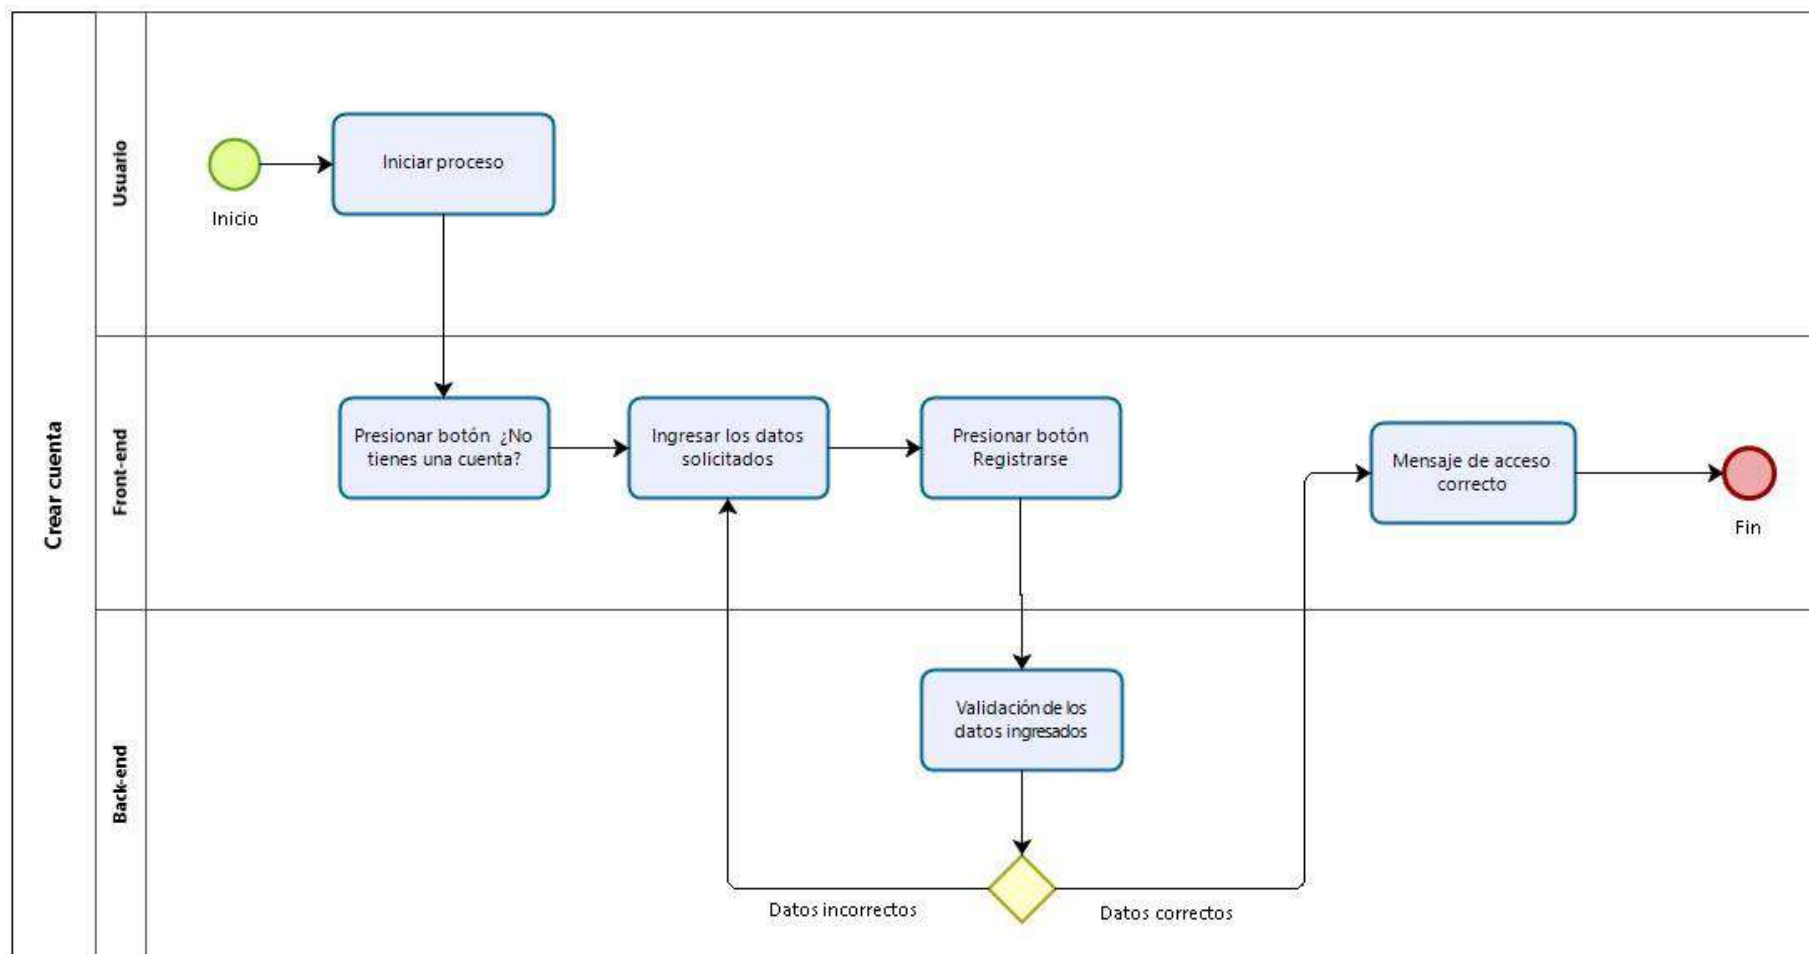 Crear cuenta
Usuario
Inicio
Iniciar proceso
Front-end
Presionar botón ¿No
tienes una cuenta?
Ingresar los datos
solicitados
Presionar botón
Registrarse
Mensaje de acceso
correcto
Fin
Back-end
Validación de los
datos ingresados
Datos incorrectos
Datos correctos